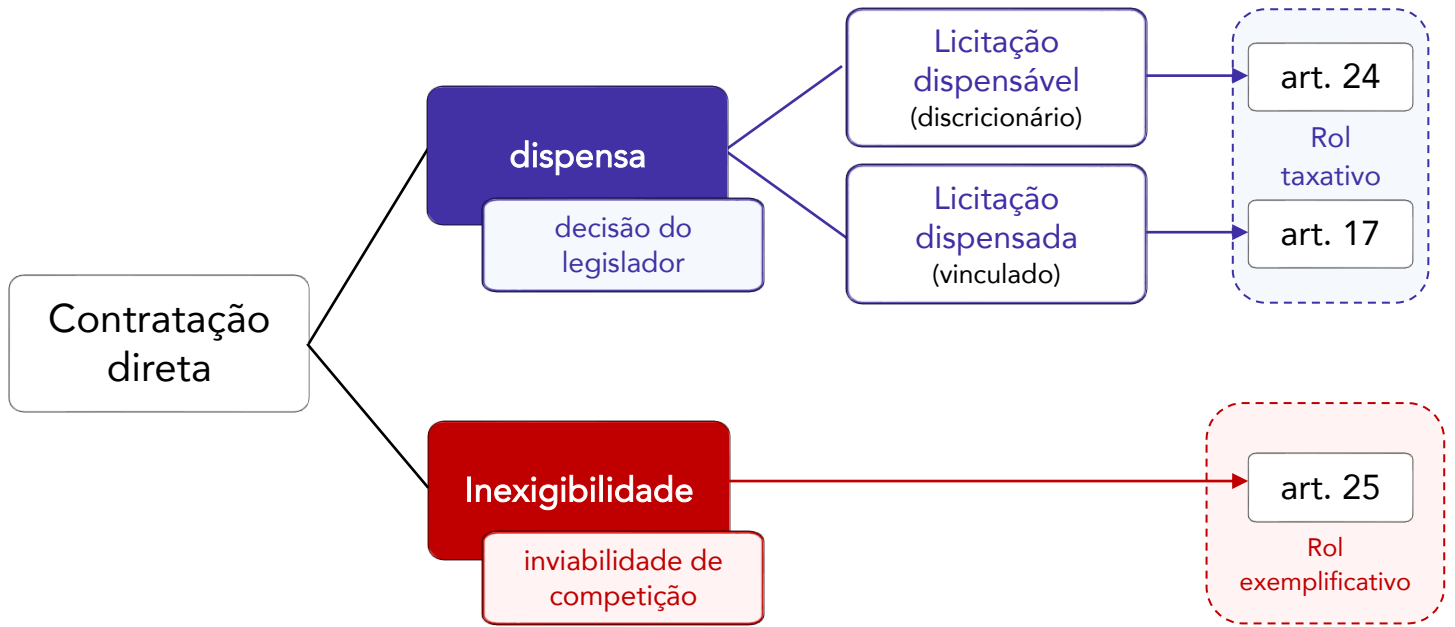 Contratação
direta
dispensa
decisão do
legislador
Licitação
dispensável
(discricionário)
Licitação
dispensada
(vinculado)
art. 24
Rol
taxativo
art. 17
Inexigibilidade
inviabilidade de
competição
art. 25
Rol
exemplificativo